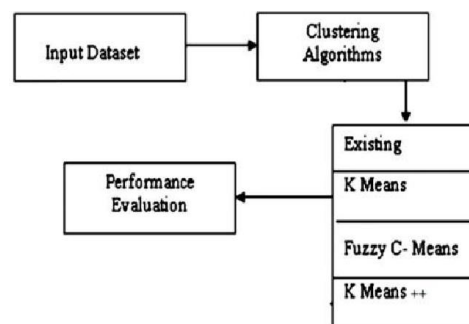 Input Dataset
Clustering
Algorithms
Existing
K Means
Fuzzy C- Means
K Means ++
Performance
Evaluation